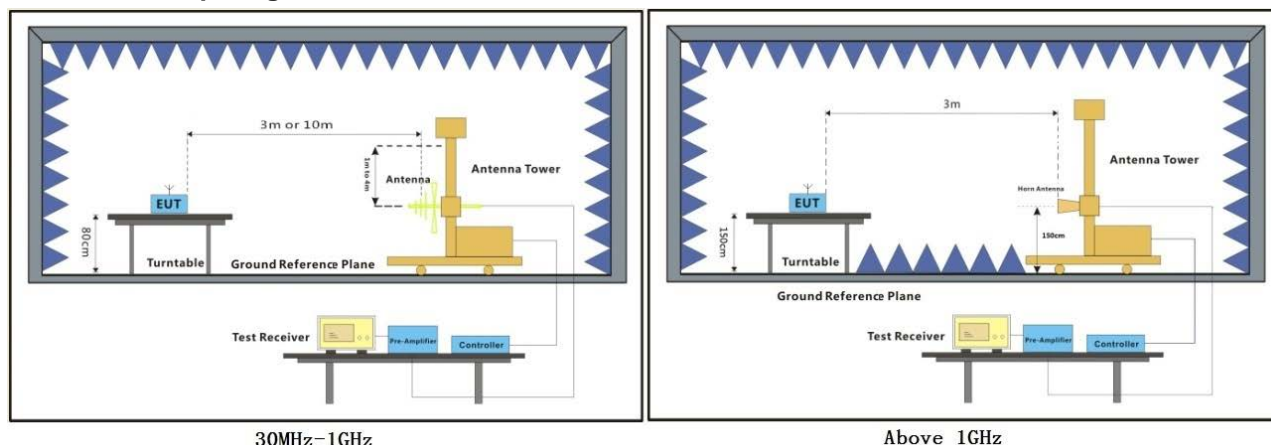 3m or 10m
1m to 4m
Antenna
Antenna Tower
EUT
80cm
Turntable
Ground Reference Plane
Test Receiver
Pre-Amplifier
Controller
30MHz-1GHz
3m
Antenna Tower
Horn Antenna
EUT
150cm
150cm
Turntable
Ground Reference Plane
Test Receiver
Pre-Amplifier
Controller
Above 1GHz